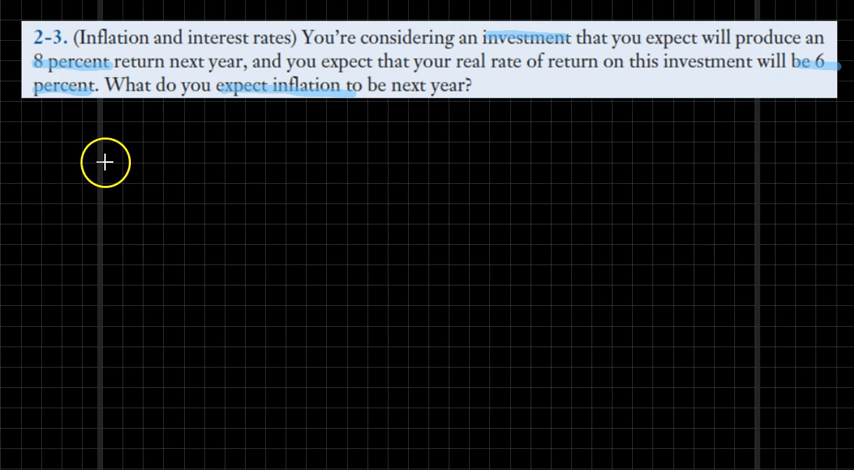 2-3. (Inflation and interest rates) You’re considering an investment that you expect will produce an
8 percent return next year, and you expect that your real rate of return on this investment will be 6
percent. What do you expect inflation to be next year?